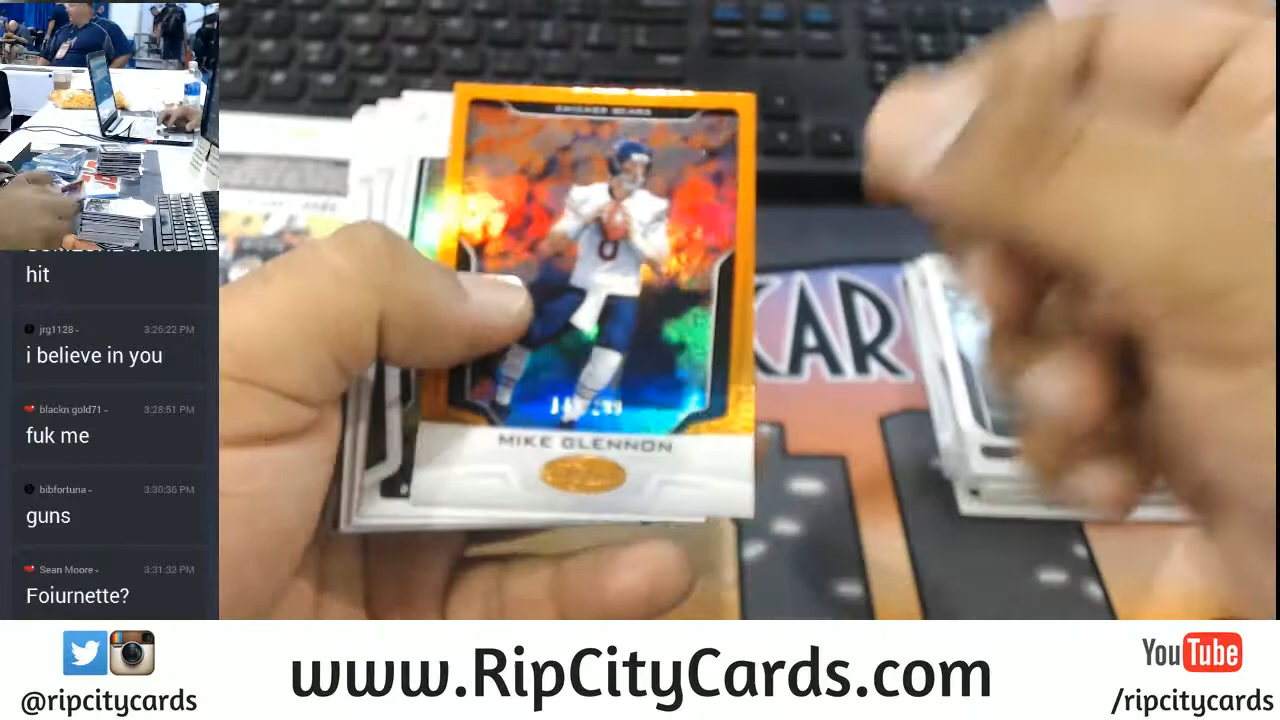 hit
jrg1128
3:26:22 PM
i believe in you
blackn gold71
3:28:51 PM
fuk me
bibfortuna
3:30:36 PM
guns
Sean Moore
3:31:32 PM
Foiurnette?
CHICAGO BEARS
8
MIKE GLENNON
CAR
@ripcitycards
www.RipCityCards.com
YouTube
/ripcitycards